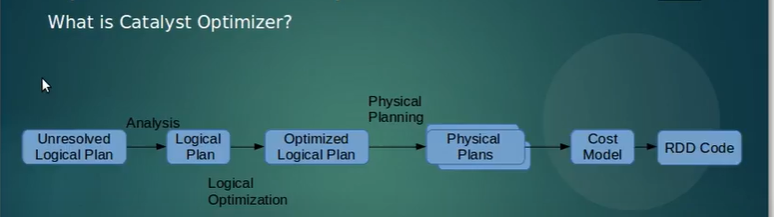 What is Catalyst Optimizer?
Physical
Planning
Analysis
Unresolved
Logical Plan
Logical
Plan
Optimized
Logical Plan
Physical
Plans
Cost
Model
RDD Code
Logical
Optimization